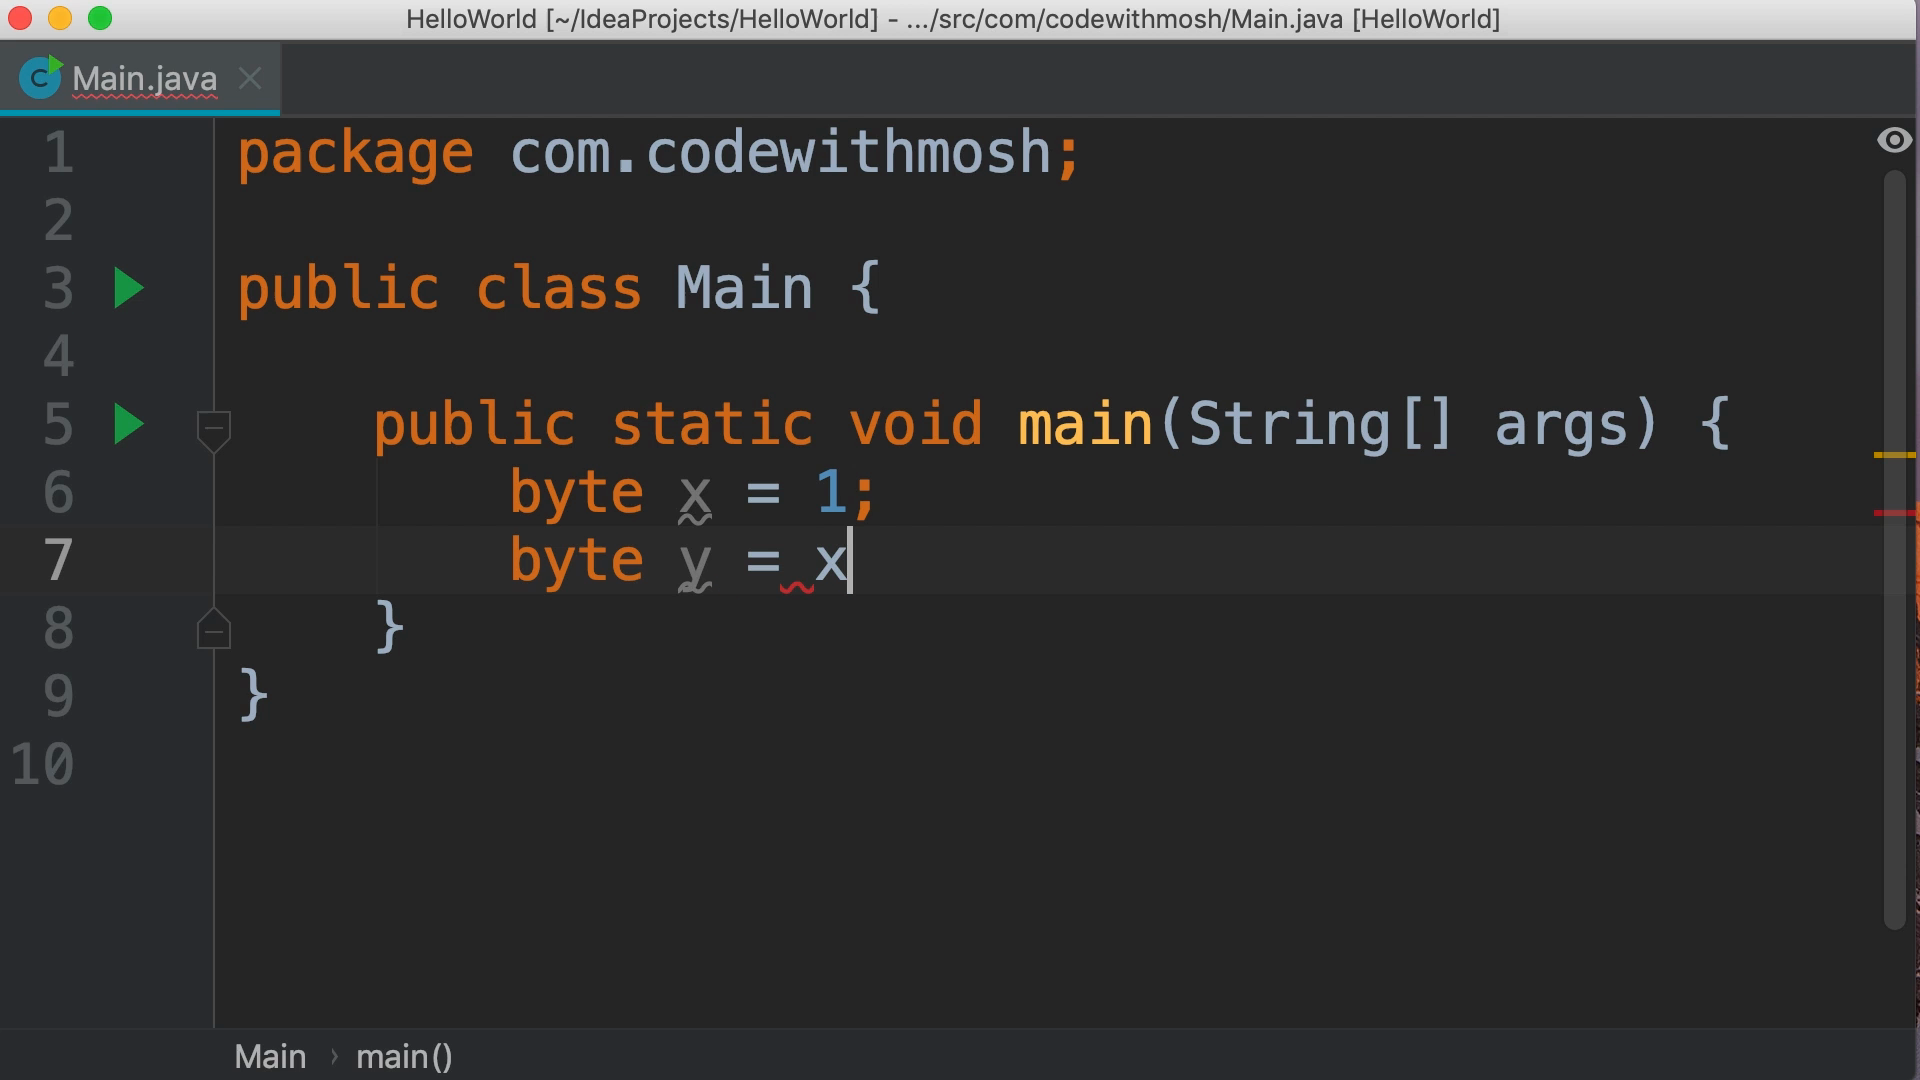 HelloWorld [~/IdeaProjects/HelloWorld] - .../src/com/codewithmosh/Main.java [HelloWorld]
C Main.java
1 package com.codewithmosh;
2
3 public class Main {
4
5 public static void main(String[] args) {
6 byte x = 1;
7 byte y = x
8 }
9 }
10
Main › main()